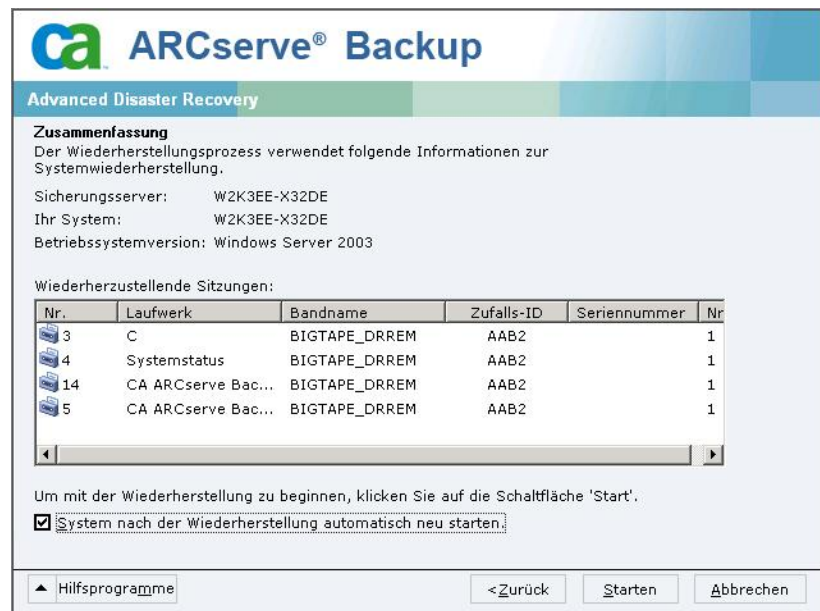 ca ARCserve® Backup
Advanced Disaster Recovery
Zusammenfassung
Der Wiederherstellungsprozess verwendet folgende Informationen zur
Systemwiederherstellung.
Sicherungsserver: W2K3EE-X32DE
Ihr System: W2K3EE-X32DE
Betriebssystemversion: Windows Server 2003
Wiederherzustellende Sitzungen:
Nr. Laufwerk Bandname Zufalls-ID Seriennummer Nr
3 C BIGTAPE_DRREM AAB2 1
4 Systemstatus BIGTAPE_DRREM AAB2 1
14 CA ARCserve Bac... BIGTAPE_DRREM AAB2 1
5 CA ARCserve Bac... BIGTAPE_DRREM AAB2 1
Um mit der Wiederherstellung zu beginnen, klicken Sie auf die Schaltfläche 'Start'.
System nach der Wiederherstellung automatisch neu starten.
Hilfsprogramme <Zurück Starten Abbrechen